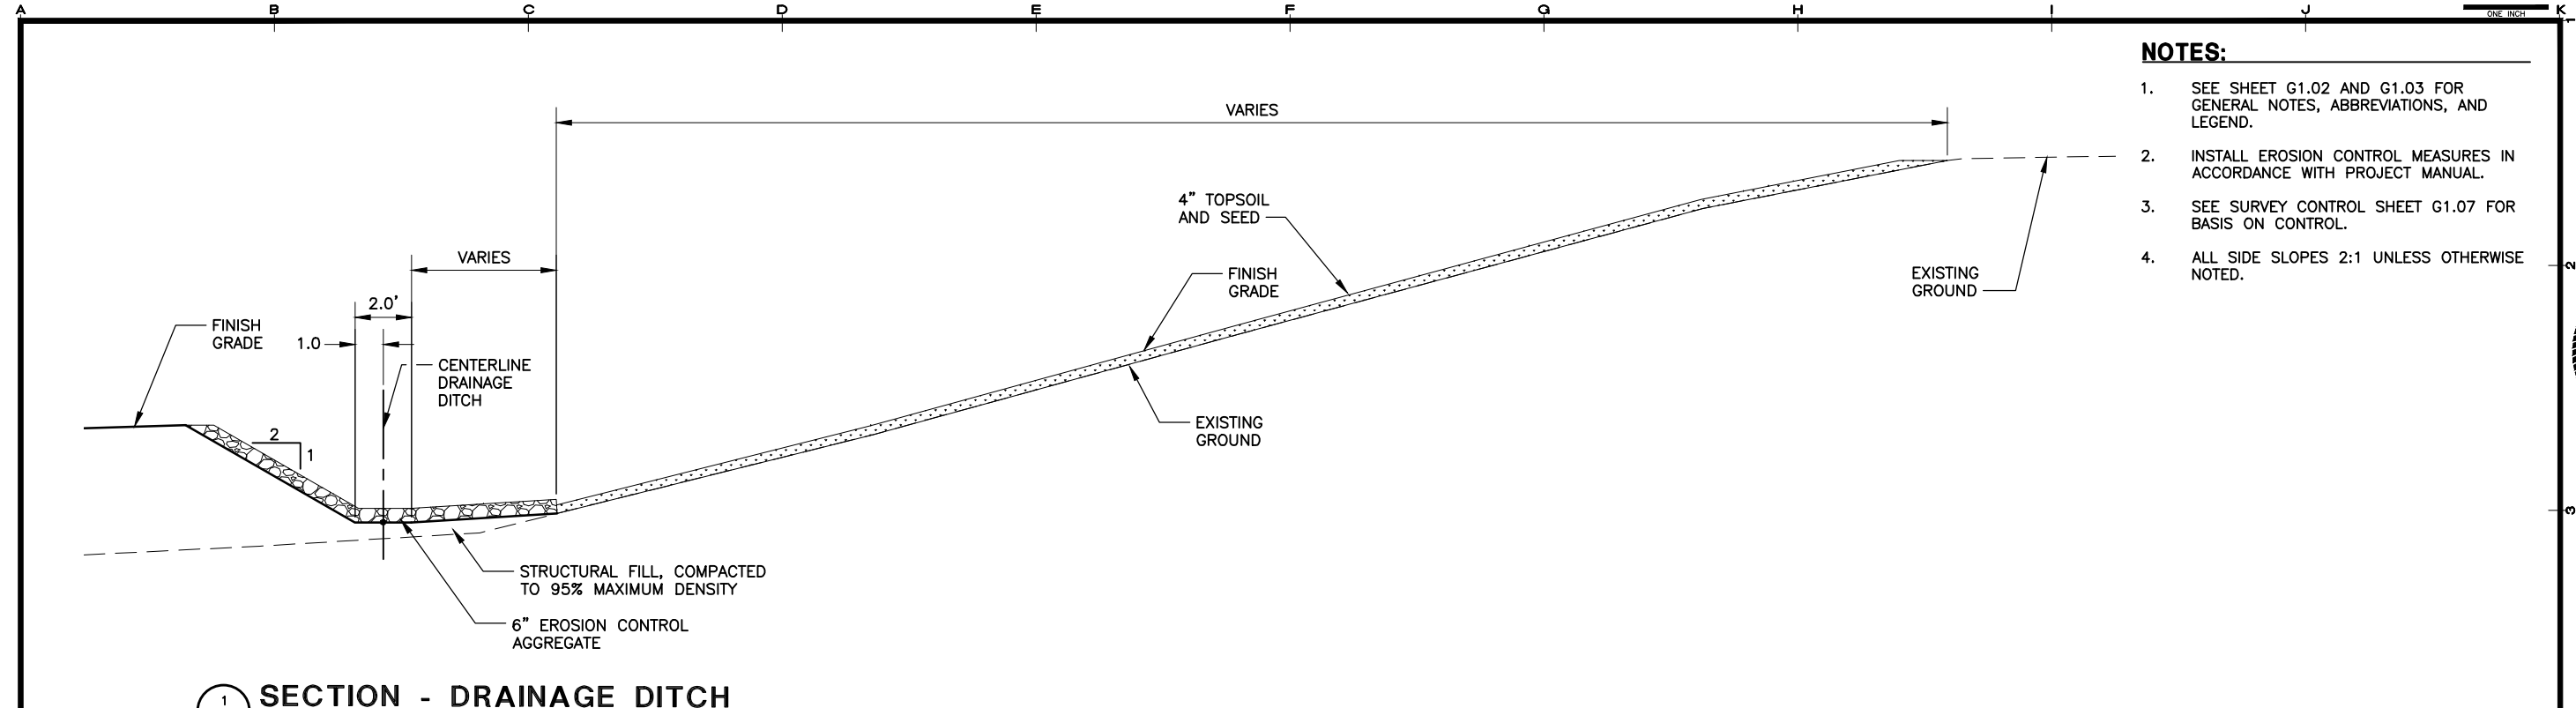 A B C D E F G H I J K
ONE INCH
1
2
3
NOTES:
1. SEE SHEET G1.02 AND G1.03 FOR
GENERAL NOTES, ABBREVIATIONS, AND
LEGEND.
2. INSTALL EROSION CONTROL MEASURES IN
ACCORDANCE WITH PROJECT MANUAL.
3. SEE SURVEY CONTROL SHEET G1.07 FOR
BASIS ON CONTROL.
4. ALL SIDE SLOPES 2:1 UNLESS OTHERWISE
NOTED.
VARIES
4" TOPSOIL
AND SEED
VARIES
FINISH
GRADE
EXISTING
GROUND
2.0'
FINISH
GRADE
1.0
CENTERLINE
DRAINAGE
DITCH
EXISTING
GROUND
2
1
STRUCTURAL FILL, COMPACTED
TO 95% MAXIMUM DENSITY
6" EROSION CONTROL
AGGREGATE
1
SECTION - DRAINAGE DITCH